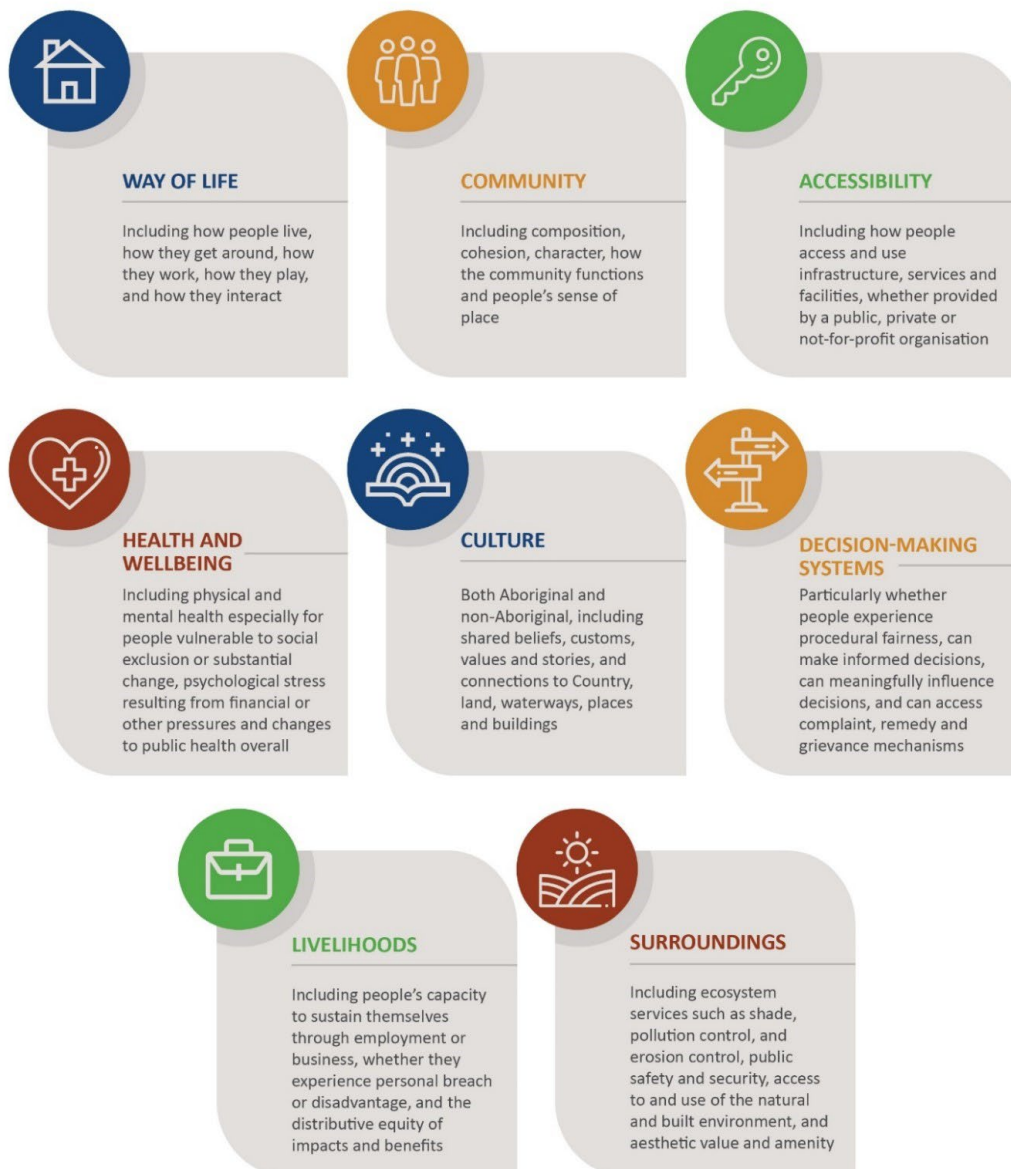 WAY OF LIFE
Including how people live,
how they get around, how
they work, how they play,
and how they interact
COMMUNITY
Including composition,
cohesion, character, how
the community functions
and people's sense of
place
ACCESSIBILITY
Including how people
access and use
infrastructure, services and
facilities, whether provided
by a public, private or
not-for-profit organisation
HEALTH AND
WELLBEING
Including physical and
mental health especially for
people vulnerable to social
exclusion or substantial
change, psychological stress
resulting from financial or
other pressures and changes
to public health overall
CULTURE
Both Aboriginal and
non-Aboriginal, including
shared beliefs, customs,
values and stories, and
connections to Country,
land, waterways, places
and buildings
DECISION-MAKING
SYSTEMS
Particularly whether
people experience
procedural fairness, can
make informed decisions,
can meaningfully influence
decisions, and can access
complaint, remedy and
grievance mechanisms
LIVELIHOODS
Including people's capacity
to sustain themselves
through employment or
business, whether they
experience personal breach
or disadvantage, and the
distributive equity of
impacts and benefits
SURROUNDINGS
Including ecosystem
services such as shade,
pollution control, and
erosion control, public
safety and security, access
to and use of the natural
and built environment, and
aesthetic value and amenity